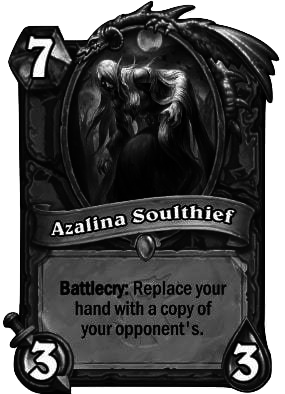 7
Azalina Soulthief
Battlecry: Replace your
hand with a copy of
your opponent's.
3
3